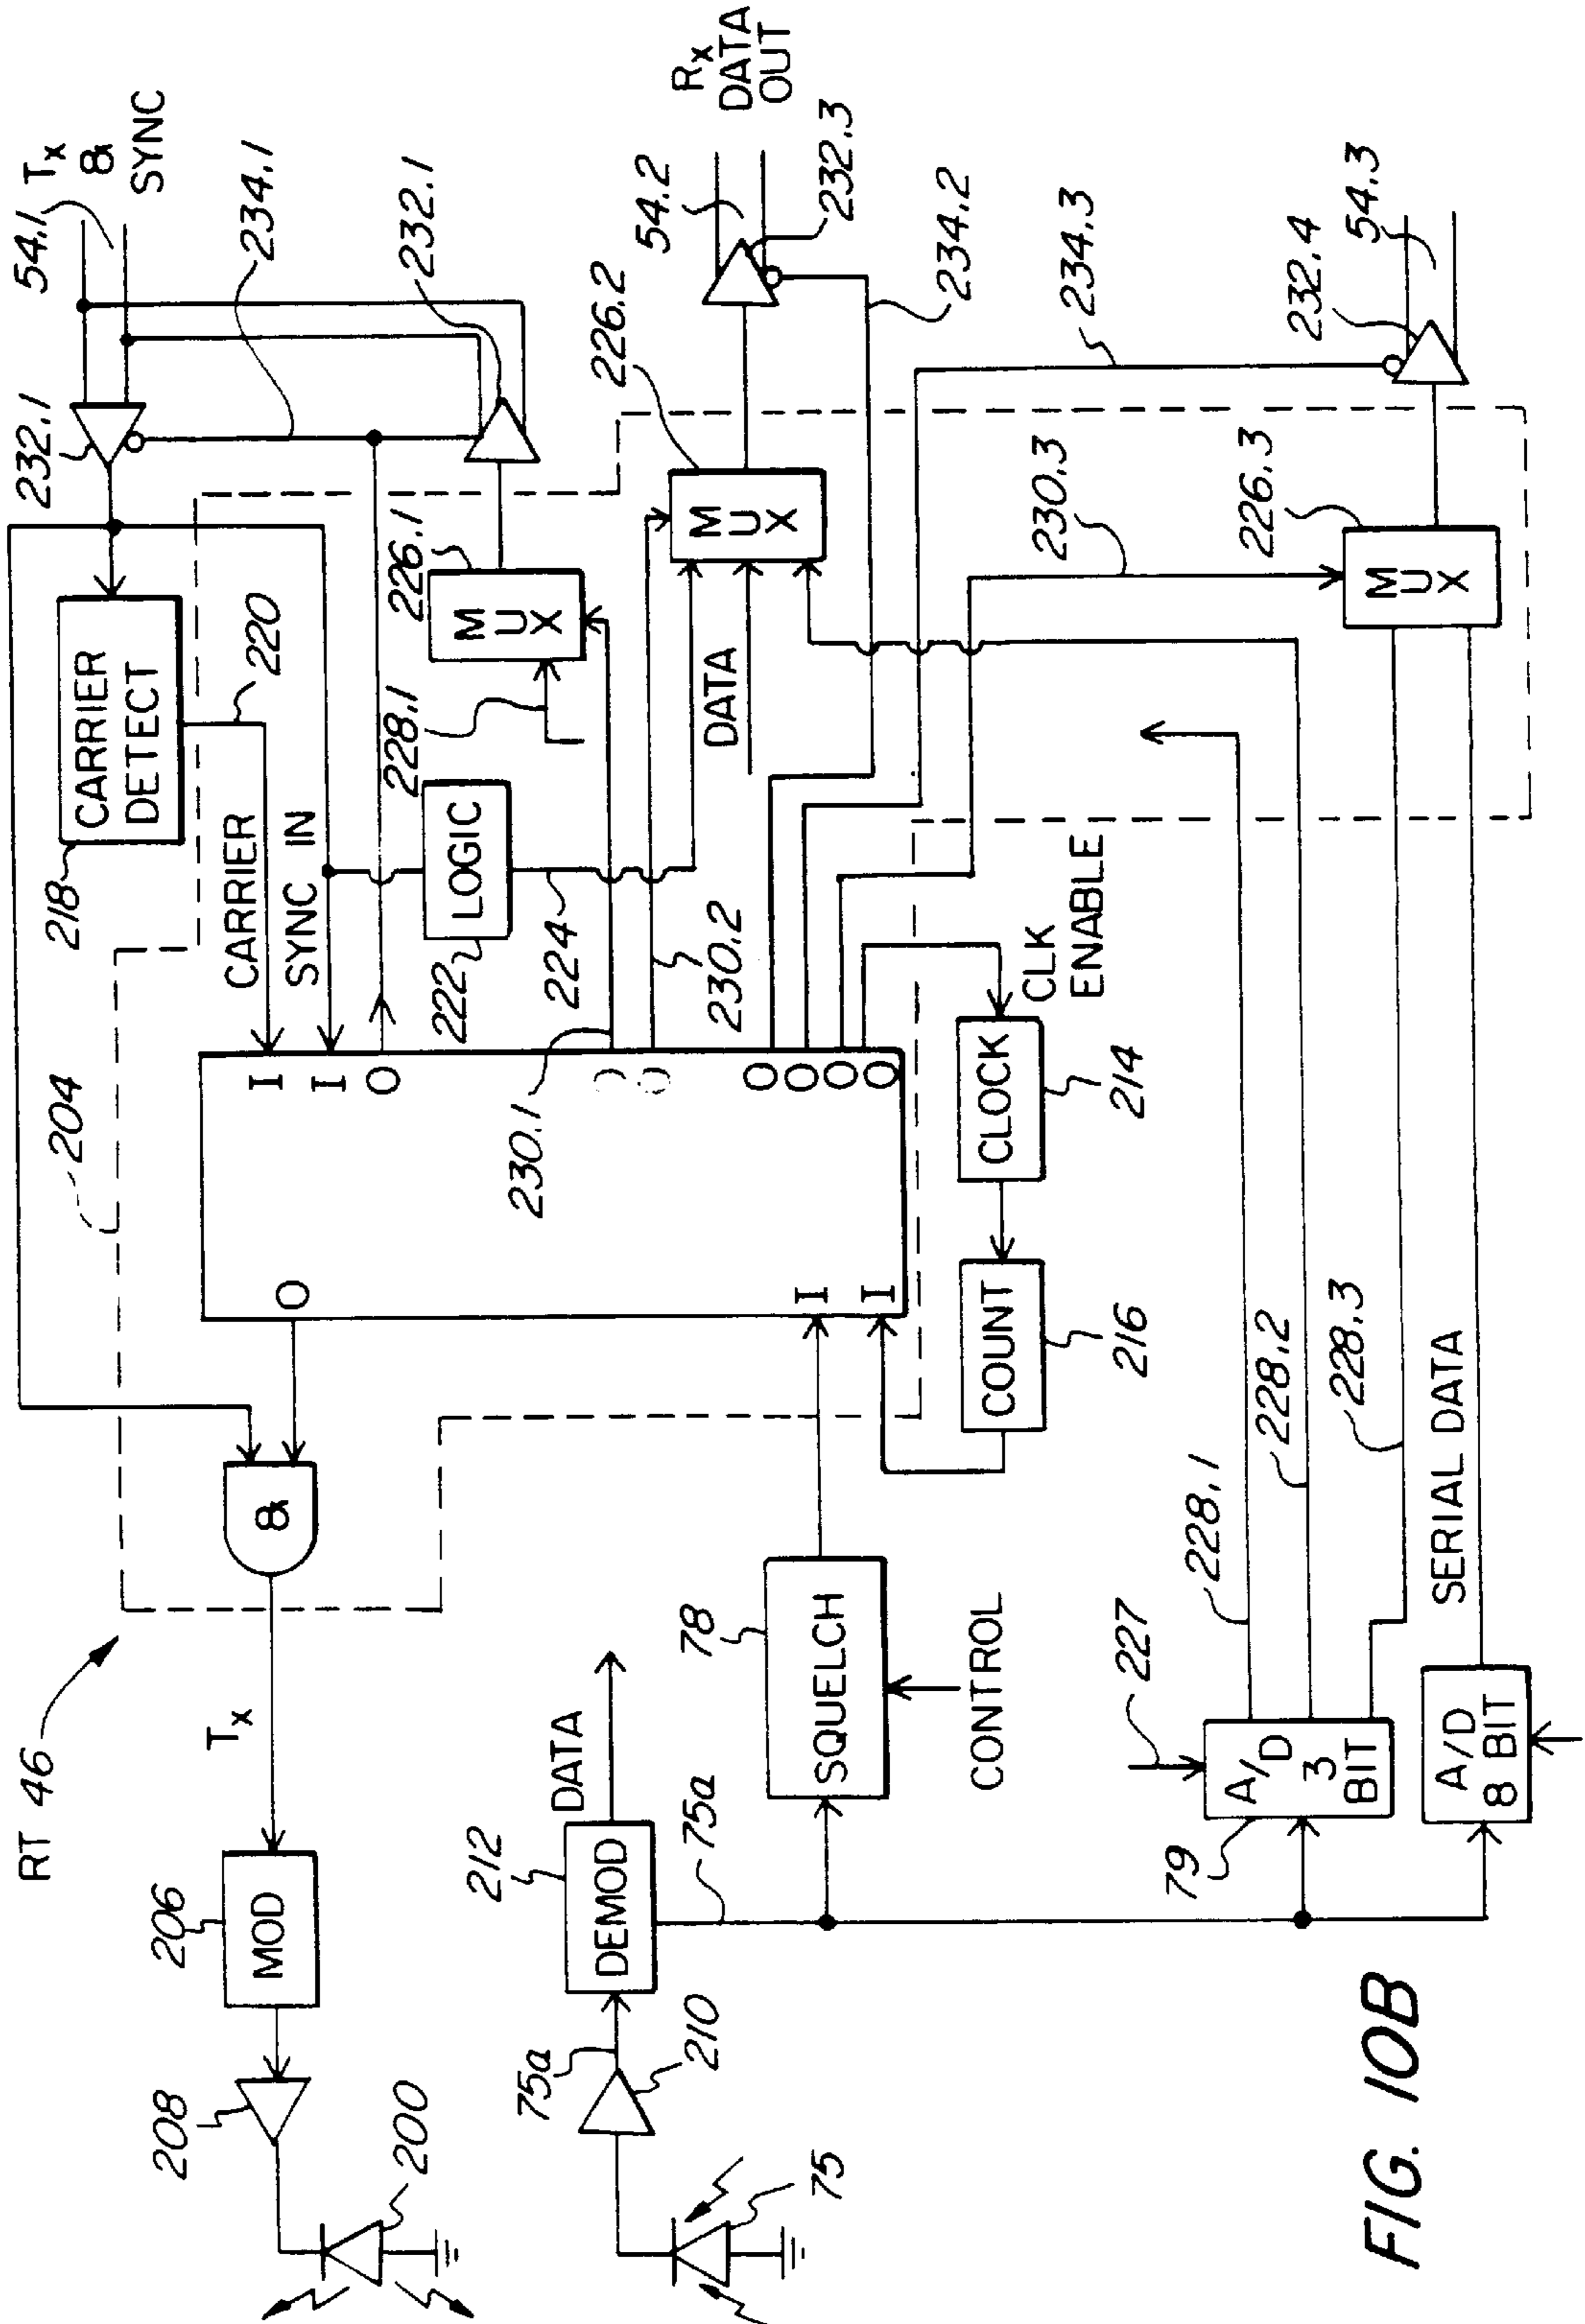 RT 46
204
218
CARRIER
DETECT
220
232.1
54.1
Tx
&
SYNC
234.1
CARRIER
SYNC IN
206
MOD
208
200
Tx
&
O
I
I
O
222
LOGIC
224
228.1
226.1
MUX
232.1
230.1
230.2
O
O
O
O
O
I
I
DATA
226.2
MUX
54.2
Rx
DATA
OUT
232.3
234.2
234.3
75a
210
75
212
DEMOD
DATA
75a
78
SQUELCH
CONTROL
COUNT
216
CLOCK
214
CLK
ENABLE
230.3
226.3
MUX
232.4
54.3
227
79
A/D
3
BIT
228.1
228.2
228.3
SERIAL DATA
A/D
8 BIT
FIG. 10B